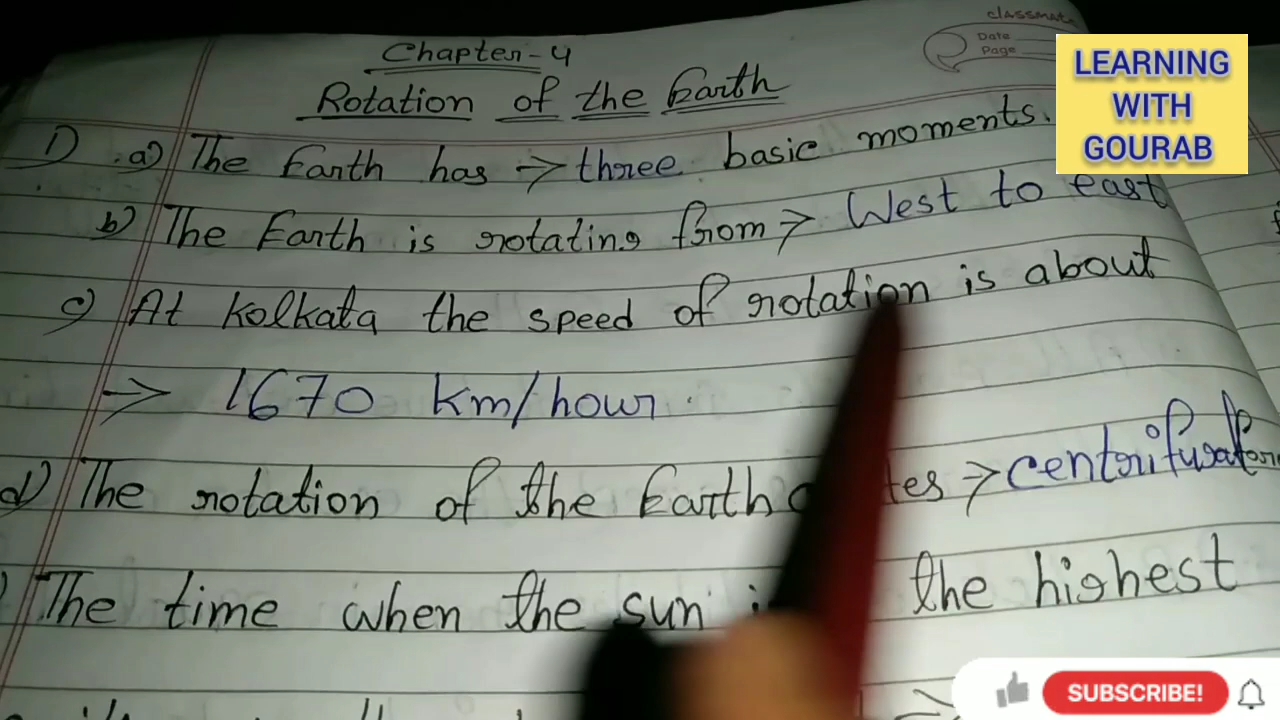 classmate
Date
Page
LEARNING
WITH
GOURAB
Chapter-4
Rotation of the Earth
1) a) The Earth has → three basic moments.
b) The Earth is rotating from → West to east
c) At Kolkata the speed of rotation is about
→ 1670 km/hour.
d) The rotation of the Earth → centrifugal
The time when the sun the highest
SUBSCRIBE!